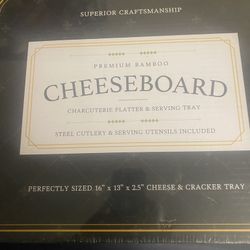 SUPERIOR CRAFTSMANSHIP
PREMIUM BAMBOO
CHEESEBOARD
CHARCUTERIE PLATTER & SERVING TRAY
STEEL CUTLERY & SERVING UTENSILS INCLUDED
PERFECTLY SIZED 16" x 13" x 2.5" CHEESE & CRACKER TRAY